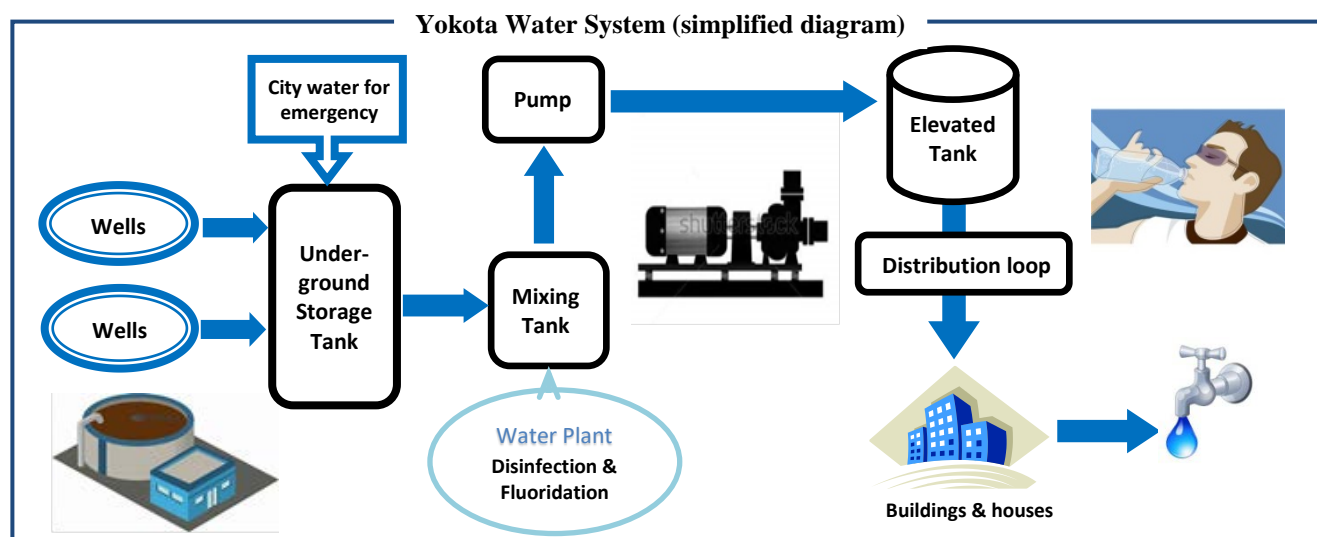 Yokota Water System (simplified diagram)
City water for
emergency
Pump
Elevated
Tank
Wells
Under-
ground
Storage
Tank
Mixing
Tank
Distribution loop
Wells
Water Plant
Disinfection &
Fluoridation
Buildings & houses
shutterstock